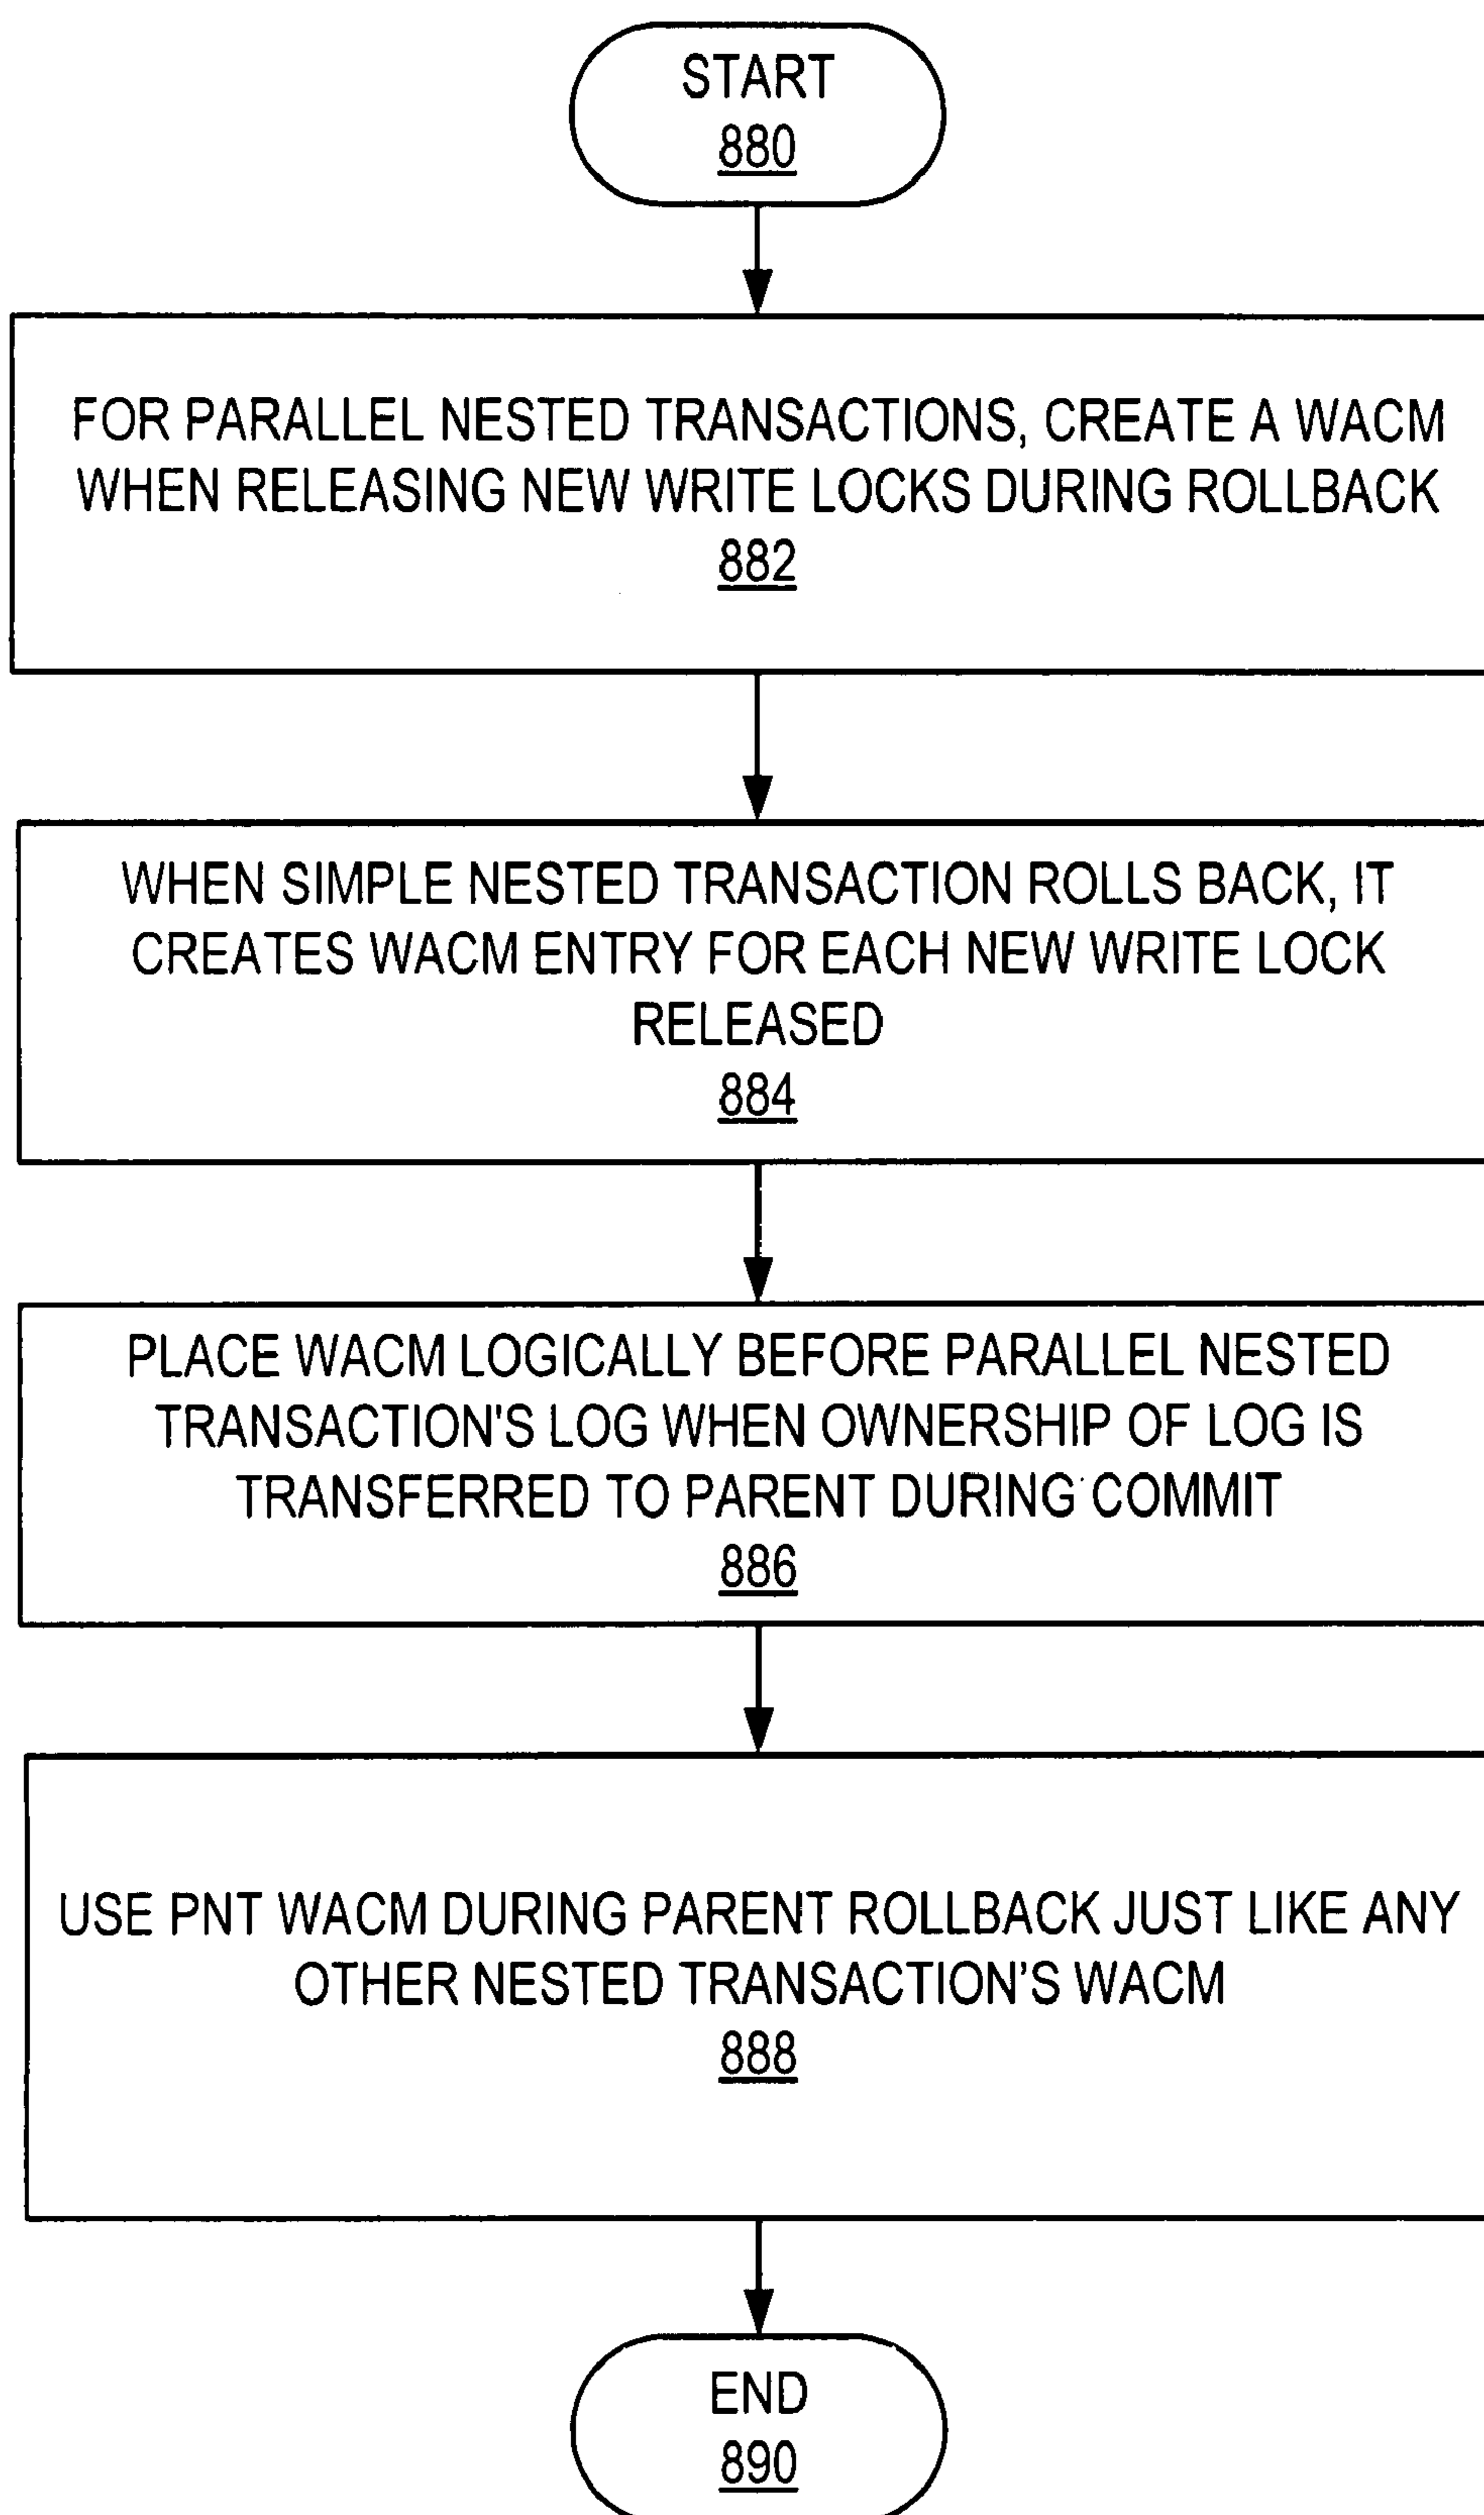 START
880
FOR PARALLEL NESTED TRANSACTIONS, CREATE A WACM
WHEN RELEASING NEW WRITE LOCKS DURING ROLLBACK
882
WHEN SIMPLE NESTED TRANSACTION ROLLS BACK, IT
CREATES WACM ENTRY FOR EACH NEW WRITE LOCK
RELEASED
884
PLACE WACM LOGICALLY BEFORE PARALLEL NESTED
TRANSACTION'S LOG WHEN OWNERSHIP OF LOG IS
TRANSFERRED TO PARENT DURING COMMIT
886
USE PNT WACM DURING PARENT ROLLBACK JUST LIKE ANY
OTHER NESTED TRANSACTION'S WACM
888
END
890